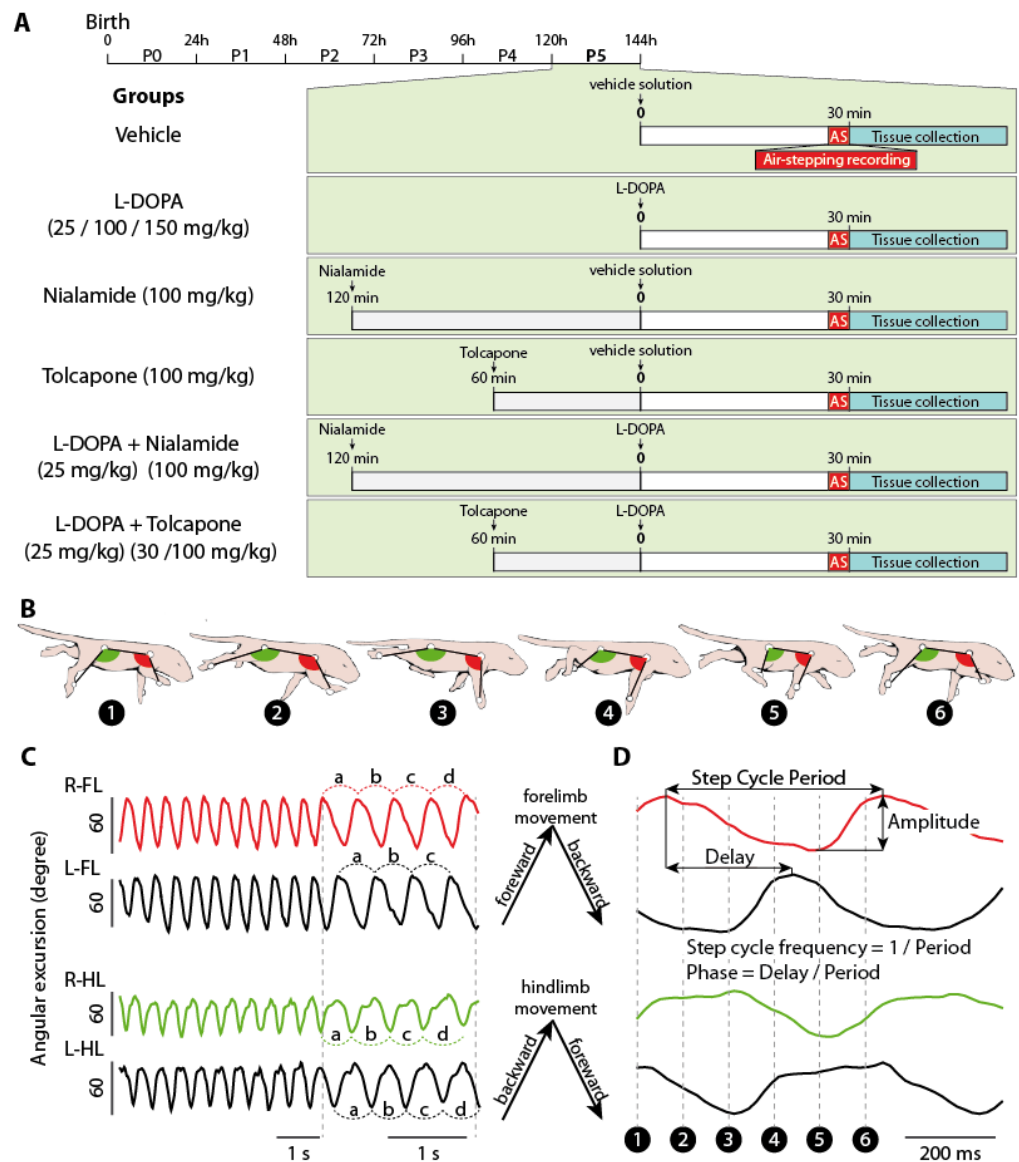 A
Birth
0 24h 48h 72h 96h 120h 144h
P0 P1 P2 P3 P4 P5
Groups
vehicle solution
0 30 min
Vehicle
AS Tissue collection
Air-stepping recording
L-DOPA
L-DOPA
(25 / 100 / 150 mg/kg)
0 30 min
AS Tissue collection
Nialamide vehicle solution
Nialamide (100 mg/kg)
120 min 0 30 min
AS Tissue collection
Tolcapone vehicle solution
Tolcapone (100 mg/kg)
60 min 0 30 min
AS Tissue collection
Nialamide L-DOPA
L-DOPA + Nialamide
120 min 0 30 min
(25 mg/kg) (100 mg/kg)
AS Tissue collection
Tolcapone L-DOPA
L-DOPA + Tolcapone
60 min 0 30 min
(25 mg/kg) (30 /100 mg/kg)
AS Tissue collection
B
1 2 3 4 5 6
C
Angular excursion (degree)
R-FL
60
a b c d
L-FL
60
a b c
R-HL
60
a b c d
L-HL
60
a b c d
1 s 1 s
forelimb
movement
forward backward
hindlimb
movement
backward forward
D
Step Cycle Period
Amplitude
Delay
Step cycle frequency = 1 / Period
Phase = Delay / Period
1 2 3 4 5 6
200 ms